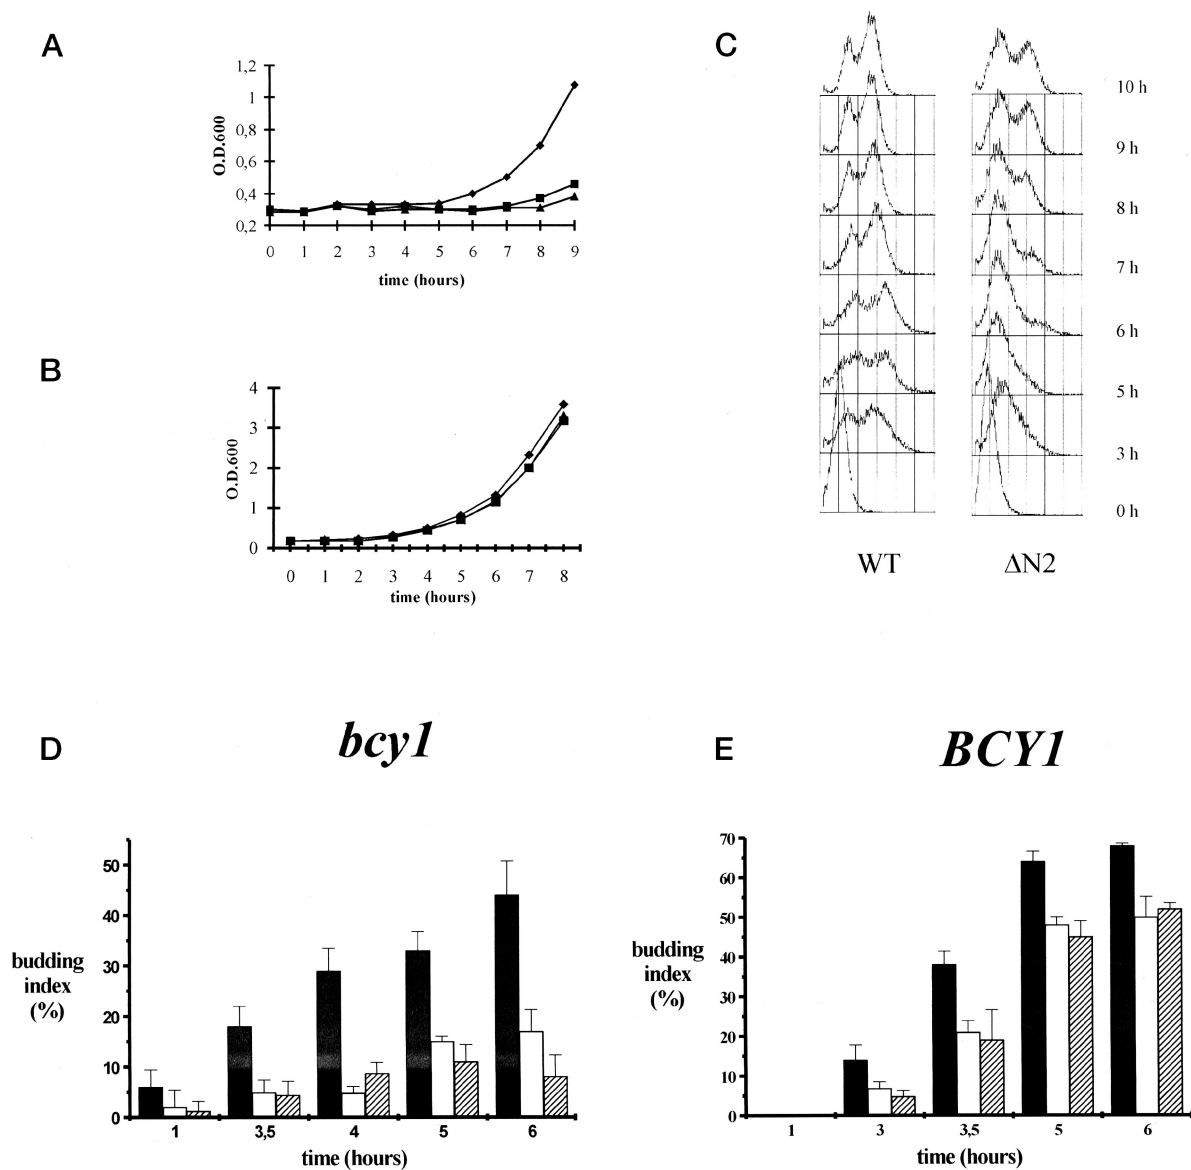 A
1,2
1
0,8
0,6
0,4
0,2
O.D.600
0 1 2 3 4 5 6 7 8 9
time (hours)
B
4
3
2
1
0
O.D.600
0 1 2 3 4 5 6 7 8
time (hours)
C
10 h
9 h
8 h
7 h
6 h
5 h
3 h
0 h
WT ΔN2
D
bcy1
50
40
30
20
10
0
budding
index
(%)
1 3,5 4 5 6
time (hours)
E
BCY1
70
60
50
40
30
20
10
0
budding
index
(%)
1 3 3,5 5 6
time (hours)